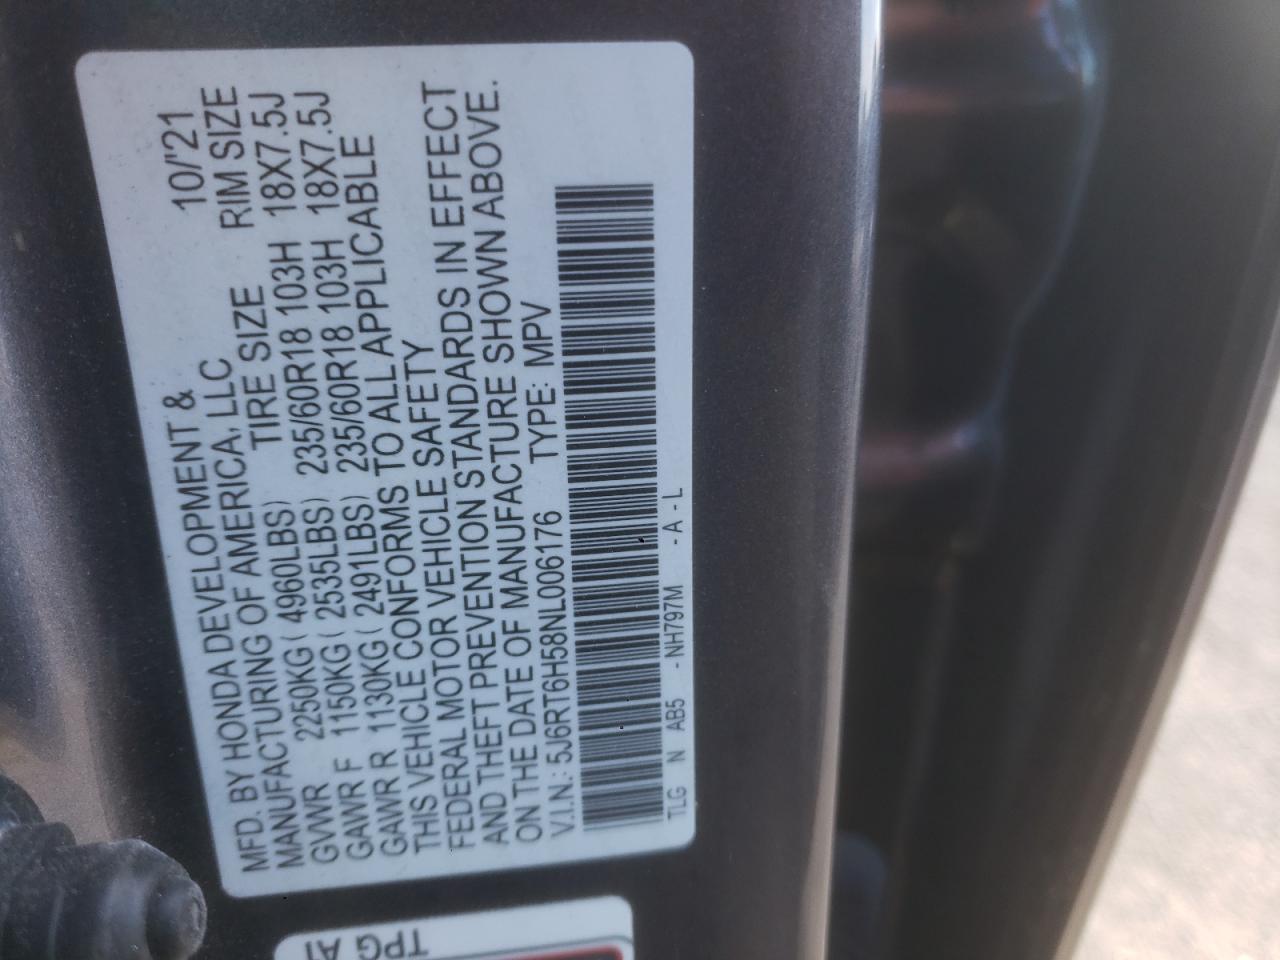 MFD. BY HONDA DEVELOPMENT & 10/'21
MANUFACTURING OF AMERICA, LLC RIM SIZE
GVWR 2250KG ( 4960LBS) TIRE SIZE
GAWR F 1150KG ( 2535LBS) 235/60R18 103H 18X7.5J
GAWR R 1130KG ( 2491LBS) 235/60R18 103H 18X7.5J
THIS VEHICLE CONFORMS TO ALL APPLICABLE
FEDERAL MOTOR VEHICLE SAFETY
AND THEFT PREVENTION STANDARDS IN EFFECT
ON THE DATE OF MANUFACTURE SHOWN ABOVE.
V.I.N.: 5J6RT6H58NL006176 TYPE: MPV
TLG N AB5 - NH797M - A - L
TPG